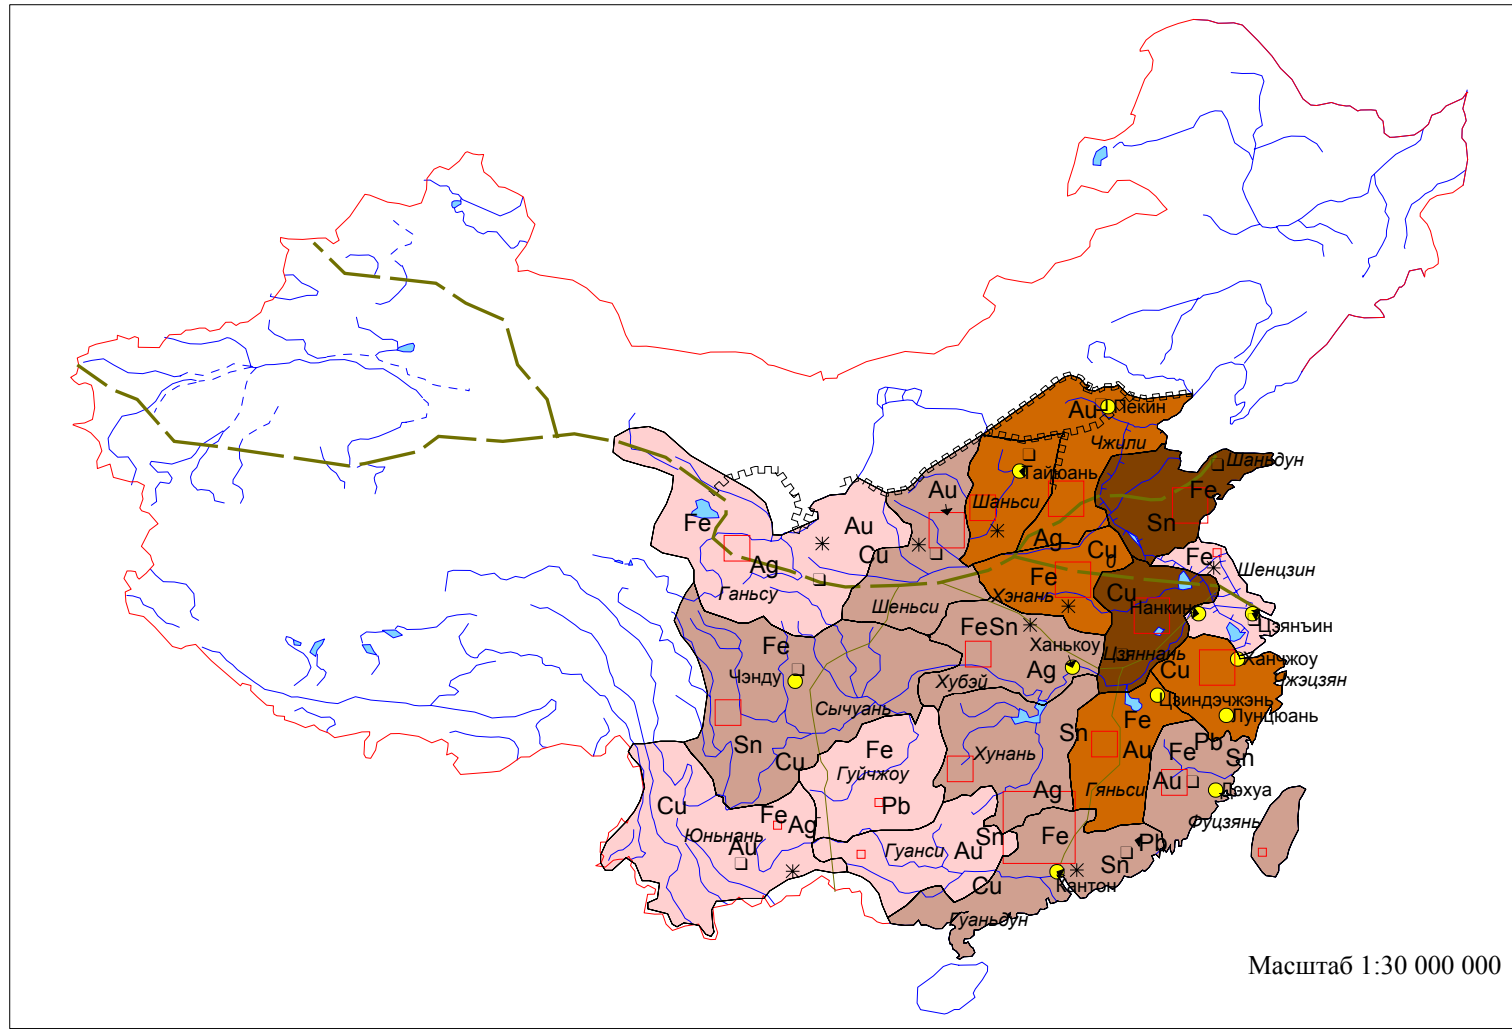 Au
Пекин
Чжили
Тайюань
Шаньдун
Au
Шаньси
Fe
Fe
Sn
Au
Ag
Cu
Cu
Fe
Ag
Fe
Шенцзин
Ганьсу
Шеньси
Хэнань
Cu
Нанкин
Цзянъин
FeSn
Ханькоу
Цзяннань
Fe
Ag
Cu
Ханчжоу
Чжэцзян
Чэнду
Хубэй
Сычуань
Цзиндэчжэнь
Лунцюань
Sn
Fe
Sn
Fe
Хунань
Au
Fe
Pb
Sn
Cu
Гуйчжоу
Au
Дэхуа
Cu
Fe
Ag
Pb
Ag
Гяньси
Фуцзянь
Юньнань
Au
Гуанси
Au
Sn
Fe
Sn
Pb
Cu
Кантон
Гуаньдун
Масштаб 1:30 000 000